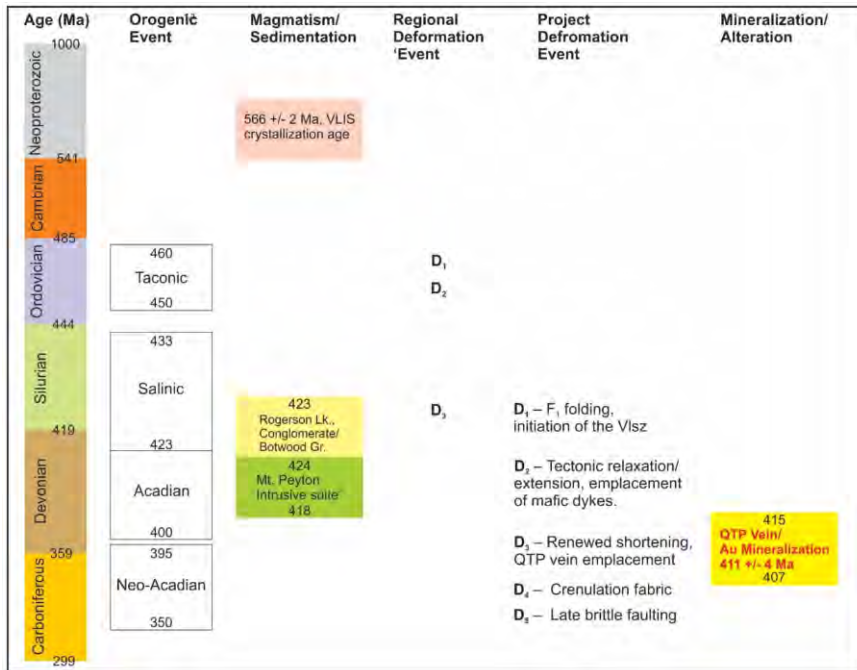 Age (Ma)
Orogenic
Event
Magmatism/
Sedimentation
Regional
Deformation
'Event
Project
Defromation
Event
Mineralization/
Alteration
1000
Neoproterozoic
541
Cambrian
485
Ordovician
444
Silurian
419
Devonian
359
Carboniferous
299
460
Taconic
450
433
Salinic
423
Acadian
400
395
Neo-Acadian
350
566 +/- 2 Ma, VLIS
crystallization age
423
Rogerson Lk.,
Conglomerate/
Botwood Gr.
424
Mt. Peyton
Intrusive suite
418
D₁
D₂
D₃
D₁ – F₁ folding,
initiation of the Vlsz
D₂ – Tectonic relaxation/
extension, emplacement
of mafic dykes.
D₃ – Renewed shortening,
QTP vein emplacement
D₄ – Crenulation fabric
D₅ – Late brittle faulting
415
QTP Vein/
Au Mineralization
411 +/- 4 Ma
407